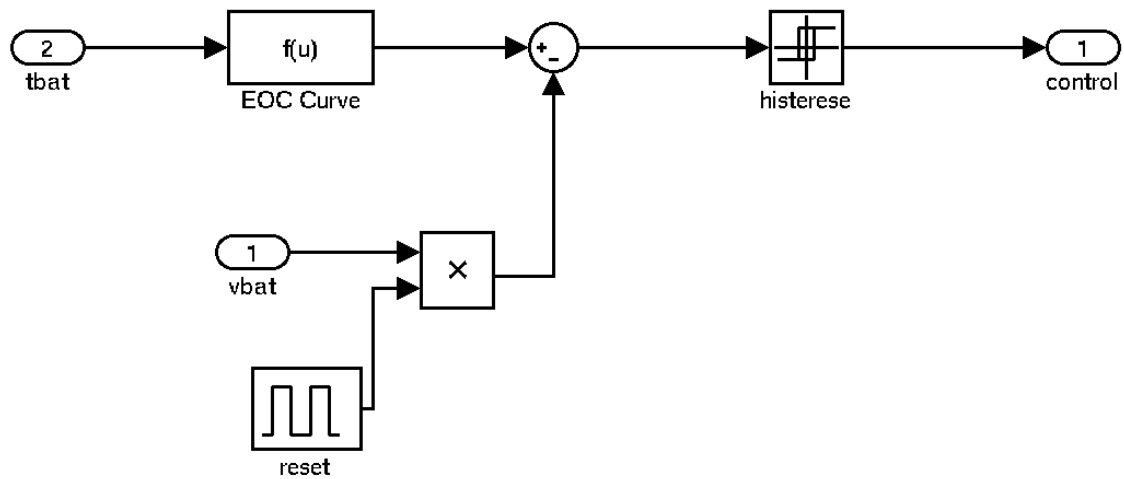 2
tbat
f(u)
EOC Curve
+
-
histerese
1
control
1
vbat
×
reset